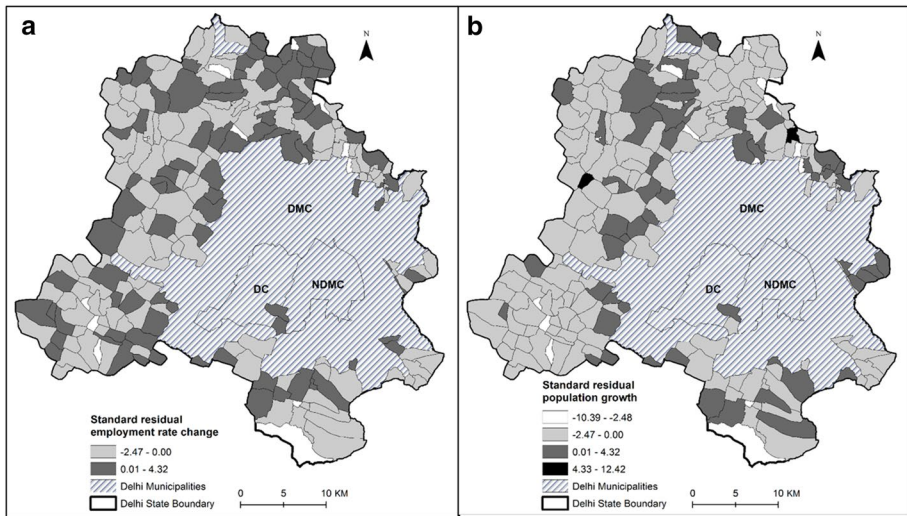 a
N
DMC
DC
NDMC
Standard residual
employment rate change
-2.47 - 0.00
0.01 - 4.32
Delhi Municipalities
Delhi State Boundary
0 5 10 KM
b
N
DMC
DC
NDMC
Standard residual
population growth
-10.39 - -2.48
-2.47 - 0.00
0.01 - 4.32
4.33 - 12.42
Delhi Municipalities
Delhi State Boundary
0 5 10 KM